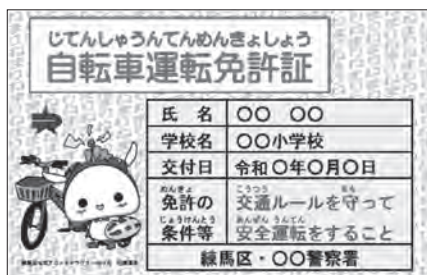 じてんしゃうんてんめんきょしょう
自転車運転免許証
氏 名 〇〇 〇〇
学校名 〇〇小学校
交付日 令和〇年〇月〇日
めんきょ こうつう まも
免許の 交通ルールを守って
じょうけんとう あんぜん うんてん
条件等 安全運転をすること
練馬区・〇〇警察署